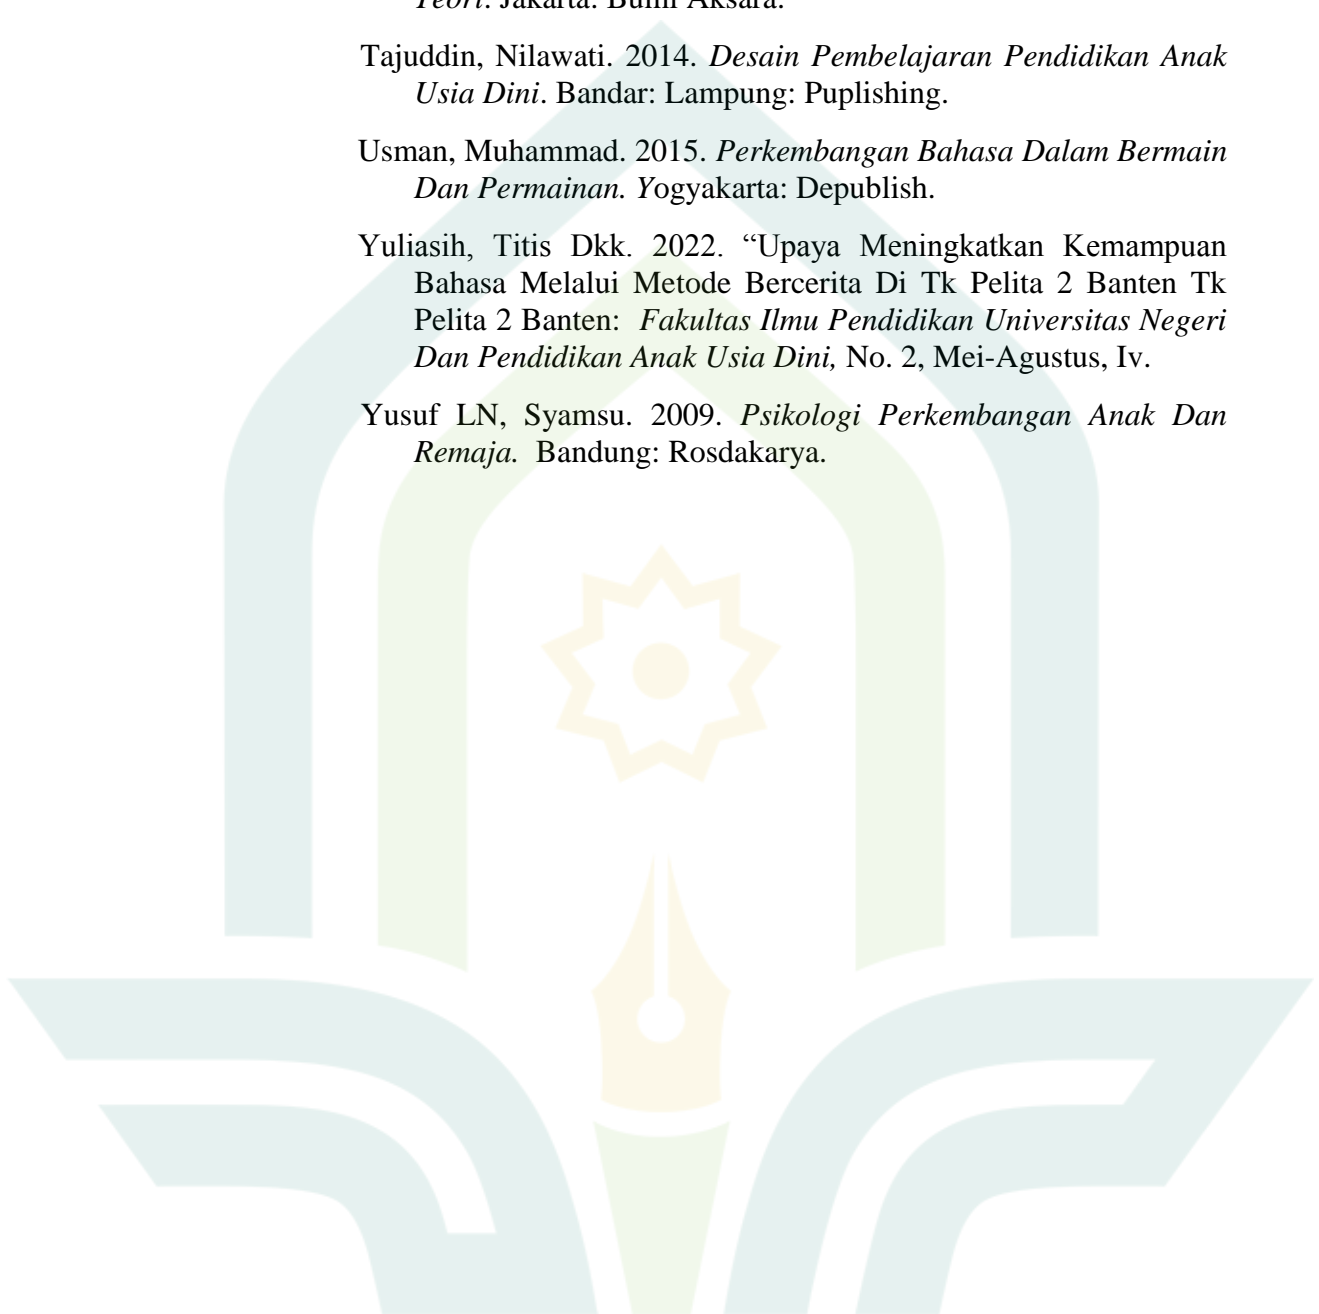 Teori. Jakarta: Bumi Aksara.
Tajuddin, Nilawati. 2014. Desain Pembelajaran Pendidikan Anak
Usia Dini. Bandar: Lampung: Puplishing.
Usman, Muhammad. 2015. Perkembangan Bahasa Dalam Bermain
Dan Permainan. Yogyakarta: Depublish.
Yuliasih, Titis Dkk. 2022. “Upaya Meningkatkan Kemampuan
Bahasa Melalui Metode Bercerita Di Tk Pelita 2 Banten Tk
Pelita 2 Banten: Fakultas Ilmu Pendidikan Universitas Negeri
Dan Pendidikan Anak Usia Dini, No. 2, Mei-Agustus, Iv.
Yusuf LN, Syamsu. 2009. Psikologi Perkembangan Anak Dan
Remaja. Bandung: Rosdakarya.